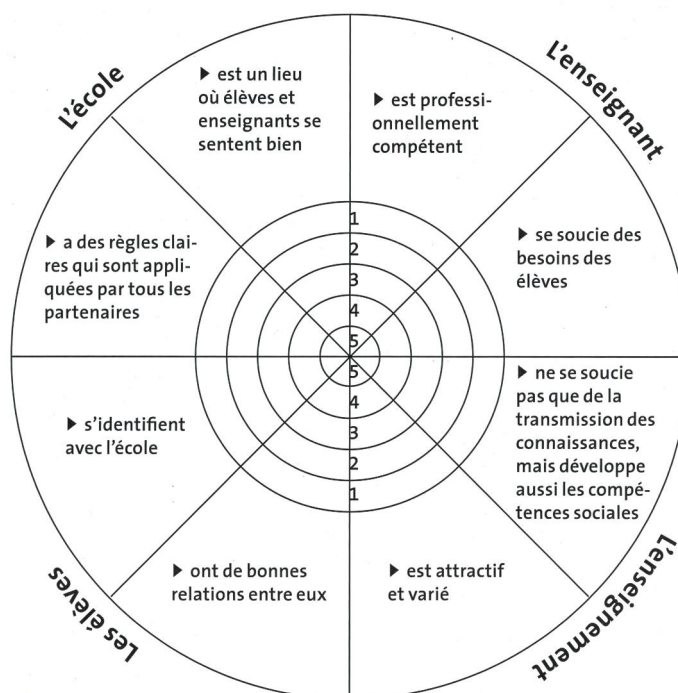 L'école
▶ est un lieu
où élèves et
enseignants se
sentent bien
▶ a des règles clai-
res qui sont appli-
quées par tous les
partenaires
L'enseignant
▶ est professi-
onnellement
compétent
▶ se soucie des
besoins des
élèves
1
2
3
4
5
5
4
3
2
1
Les élèves
▶ s'identifient
avec l'école
▶ ont de bonnes
relations entre eux
L'enseignement
▶ ne se soucie
pas que de la
transmission des
connaissances,
mais développe
aussi les compé-
tences sociales
▶ est attractif
et varié